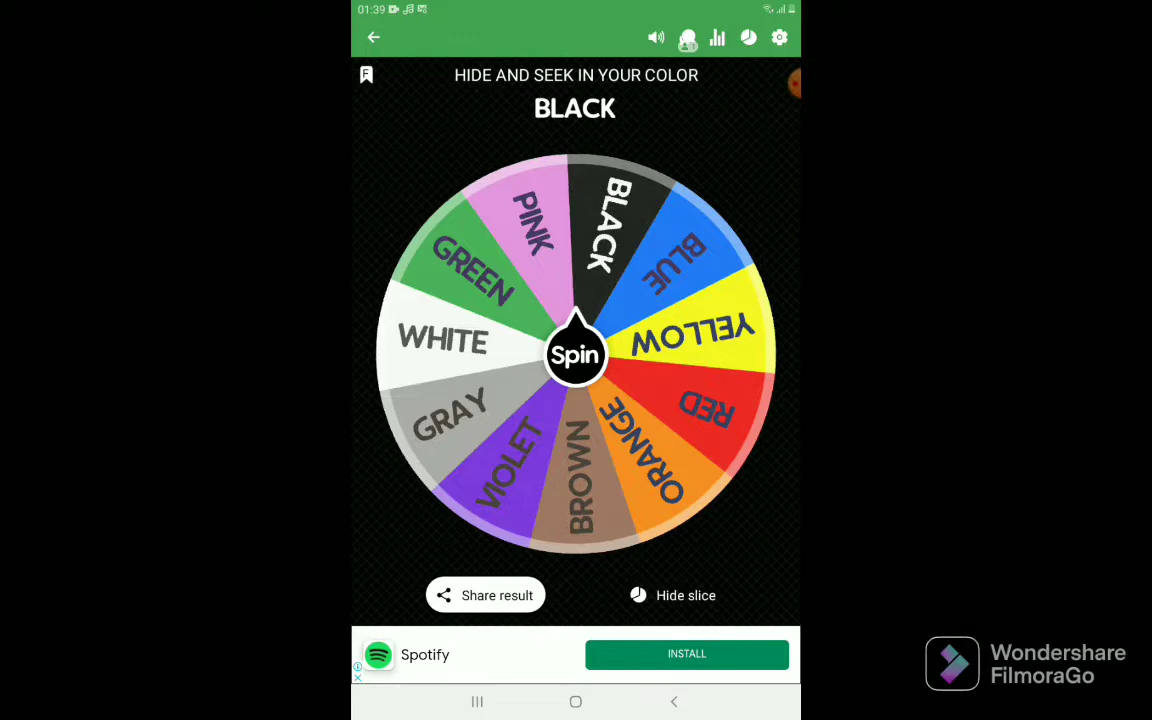 01:39
HIDE AND SEEK IN YOUR COLOR
BLACK
PINK
BLACK
BLUE
GREEN
YELLOW
WHITE
Spin
RED
GRAY
ORANGE
VIOLET
BROWN
Share result
Hide slice
Spotify
INSTALL
Wondershare
FilmoraGo